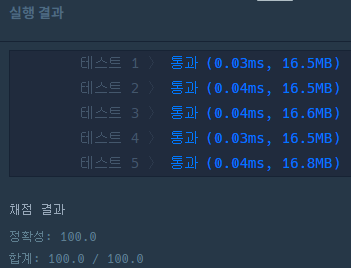 실행 결과
테스트 1 〉 통과 (0.03ms, 16.5MB)
테스트 2 〉 통과 (0.04ms, 16.5MB)
테스트 3 〉 통과 (0.04ms, 16.6MB)
테스트 4 〉 통과 (0.03ms, 16.5MB)
테스트 5 〉 통과 (0.04ms, 16.8MB)
채점 결과
정확성: 100.0
합계: 100.0 / 100.0